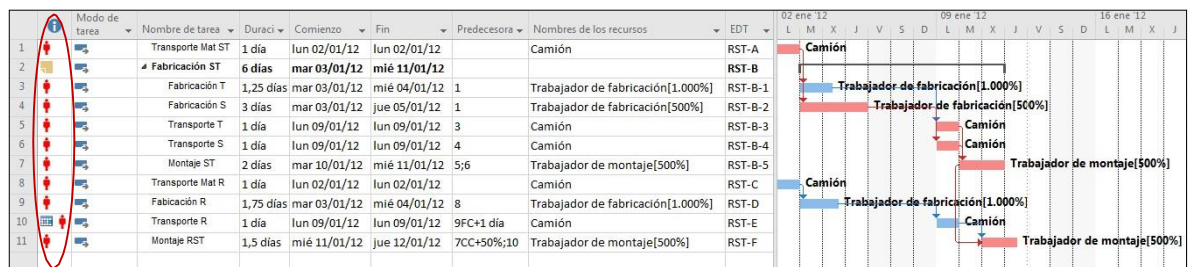 Modo de tarea Nombre de tarea Duraci Comienzo Fin Predecesora Nombres de los recursos EDT
02 ene '12 09 ene '12 16 ene '12
L M X J V S D L M X J V S D L M X J
1 Transporte Mat ST 1 día lun 02/01/12 lun 02/01/12 Camión RST-A Camión
2 Fabricación ST 6 días mar 03/01/12 mié 11/01/12 RST-B
3 Fabricación T 1,25 días mar 03/01/12 mié 04/01/12 1 Trabajador de fabricación[1.000%] RST-B-1 Trabajador de fabricación[1.000%]
4 Fabricación S 3 días mar 03/01/12 jue 05/01/12 1 Trabajador de fabricación[500%] RST-B-2 Trabajador de fabricación[500%]
5 Transporte T 1 día lun 09/01/12 lun 09/01/12 3 Camión RST-B-3 Camión
6 Transporte S 1 día lun 09/01/12 lun 09/01/12 4 Camión RST-B-4 Camión
7 Montaje ST 2 días mar 10/01/12 mié 11/01/12 5;6 Trabajador de montaje[500%] RST-B-5 Trabajador de montaje[500%]
8 Transporte Mat R 1 día lun 02/01/12 lun 02/01/12 Camión RST-C Camión
9 Fabicación R 1,75 días mar 03/01/12 mié 04/01/12 8 Trabajador de fabricación[1.000%] RST-D Trabajador de fabricación[1.000%]
10 Transporte R 1 día lun 09/01/12 lun 09/01/12 9FC+1 día Camión RST-E Camión
11 Montaje RST 1,5 días mié 11/01/12 jue 12/01/12 7CC+50%;10 Trabajador de montaje[500%] RST-F Trabajador de montaje[500%]